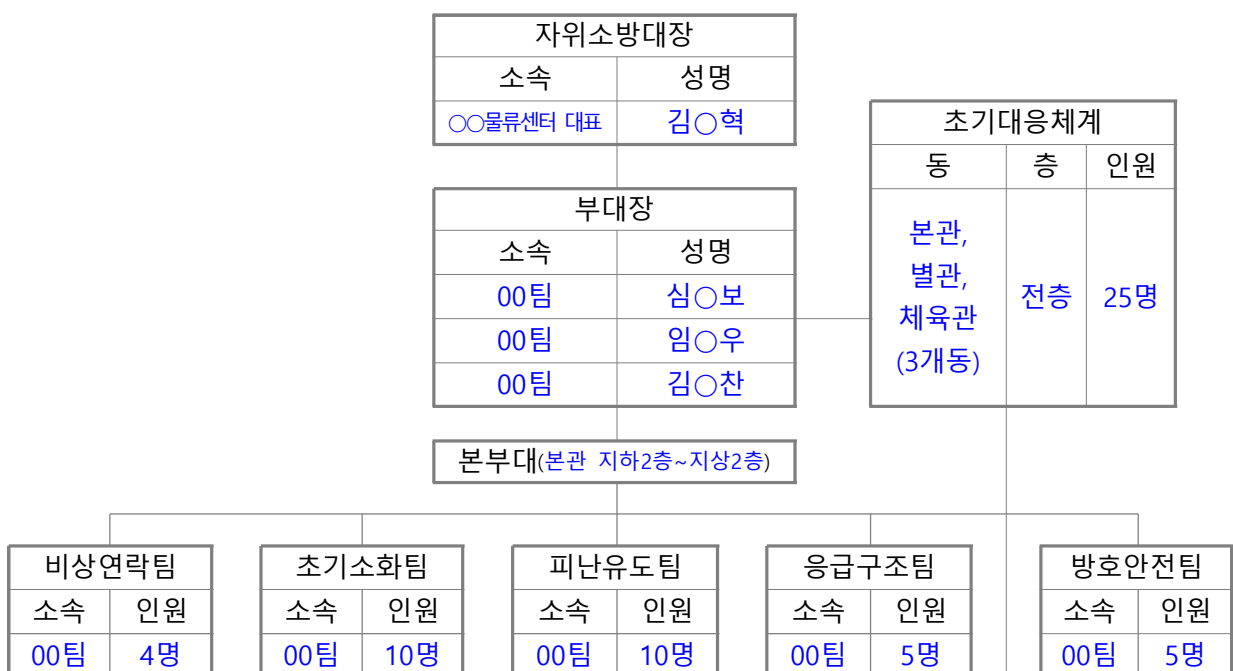 자위소방대장
소속 성명
○○물류센터 대표 김○혁
초기대응체계
동 층 인원
본관,
별관,
체육관
(3개동)
전층 25명
부대장
소속 성명
00팀 심○보
00팀 임○우
00팀 김○찬
본부대(본관 지하2층~지상2층)
비상연락팀
소속 인원
00팀 4명
초기소화팀
소속 인원
00팀 10명
피난유도팀
소속 인원
00팀 10명
응급구조팀
소속 인원
00팀 5명
방호안전팀
소속 인원
00팀 5명